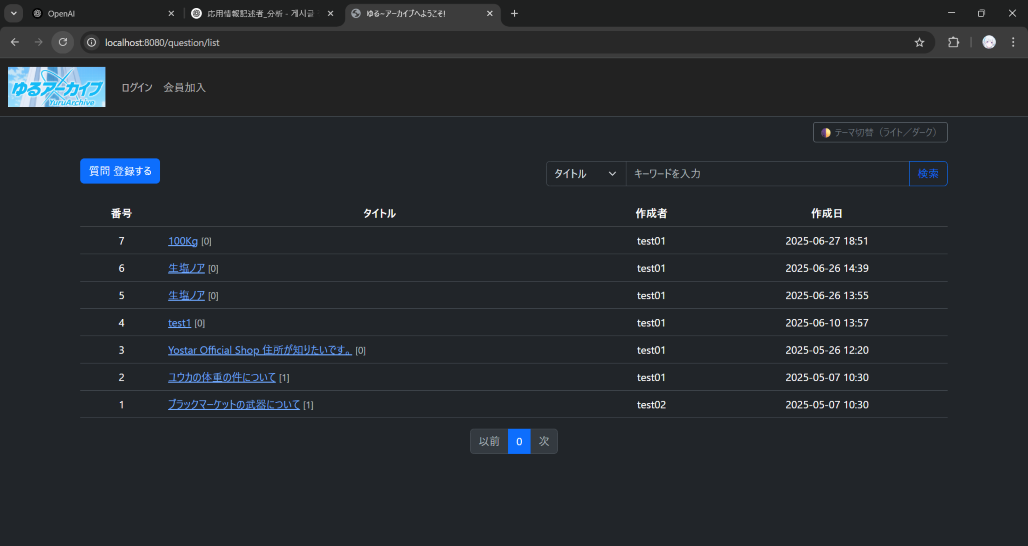 OpenAI
応用情報記述者_分析 - 게시글
ゆる~アーカイブへようこそ!
localhost:8080/question/list
ゆるアーカイブ
YuruArchive
ログイン 会員加入
テーマ切替（ライト／ダーク）
質問 登録する
タイトル キーワードを入力 検索
番号 タイトル 作成者 作成日
7 100Kg [0] test01 2025-06-27 18:51
6 生塩ノア [0] test01 2025-06-26 14:39
5 生塩ノア [0] test01 2025-06-26 13:55
4 test1 [0] test01 2025-06-10 13:57
3 Yostar Official Shop 住所が知りたいです。 [0] test01 2025-05-26 12:20
2 ユウカの体重の件について [1] test01 2025-05-07 10:30
1 ブラックマーケットの武器について [1] test02 2025-05-07 10:30
以前 0 次